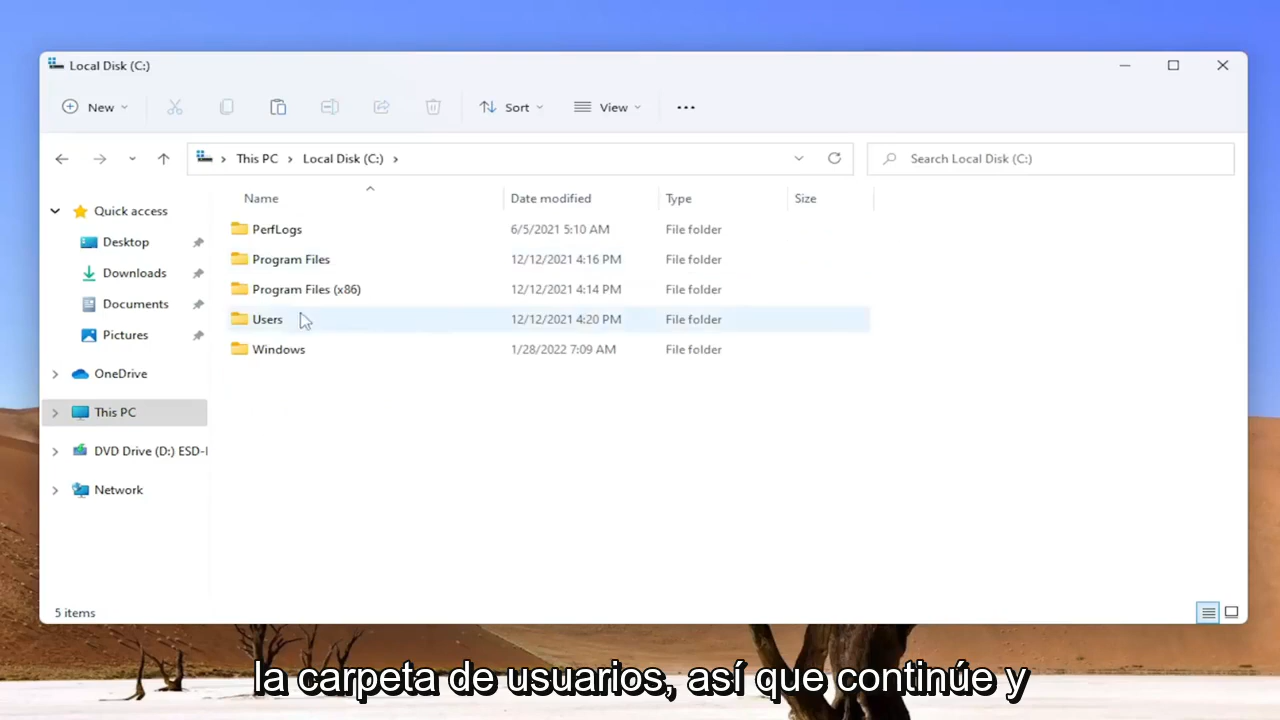 Local Disk (C:)
New
Sort
View
This PC
Local Disk (C:)
Search Local Disk (C:)
Quick access
Desktop
Downloads
Documents
Pictures
OneDrive
This PC
DVD Drive (D:) ESD-I
Network
Name Date modified Type Size
PerfLogs 6/5/2021 5:10 AM File folder
Program Files 12/12/2021 4:16 PM File folder
Program Files (x86) 12/12/2021 4:14 PM File folder
Users 12/12/2021 4:20 PM File folder
Windows 1/28/2022 7:09 AM File folder
5 items
la carpeta de usuarios, así que continúe y